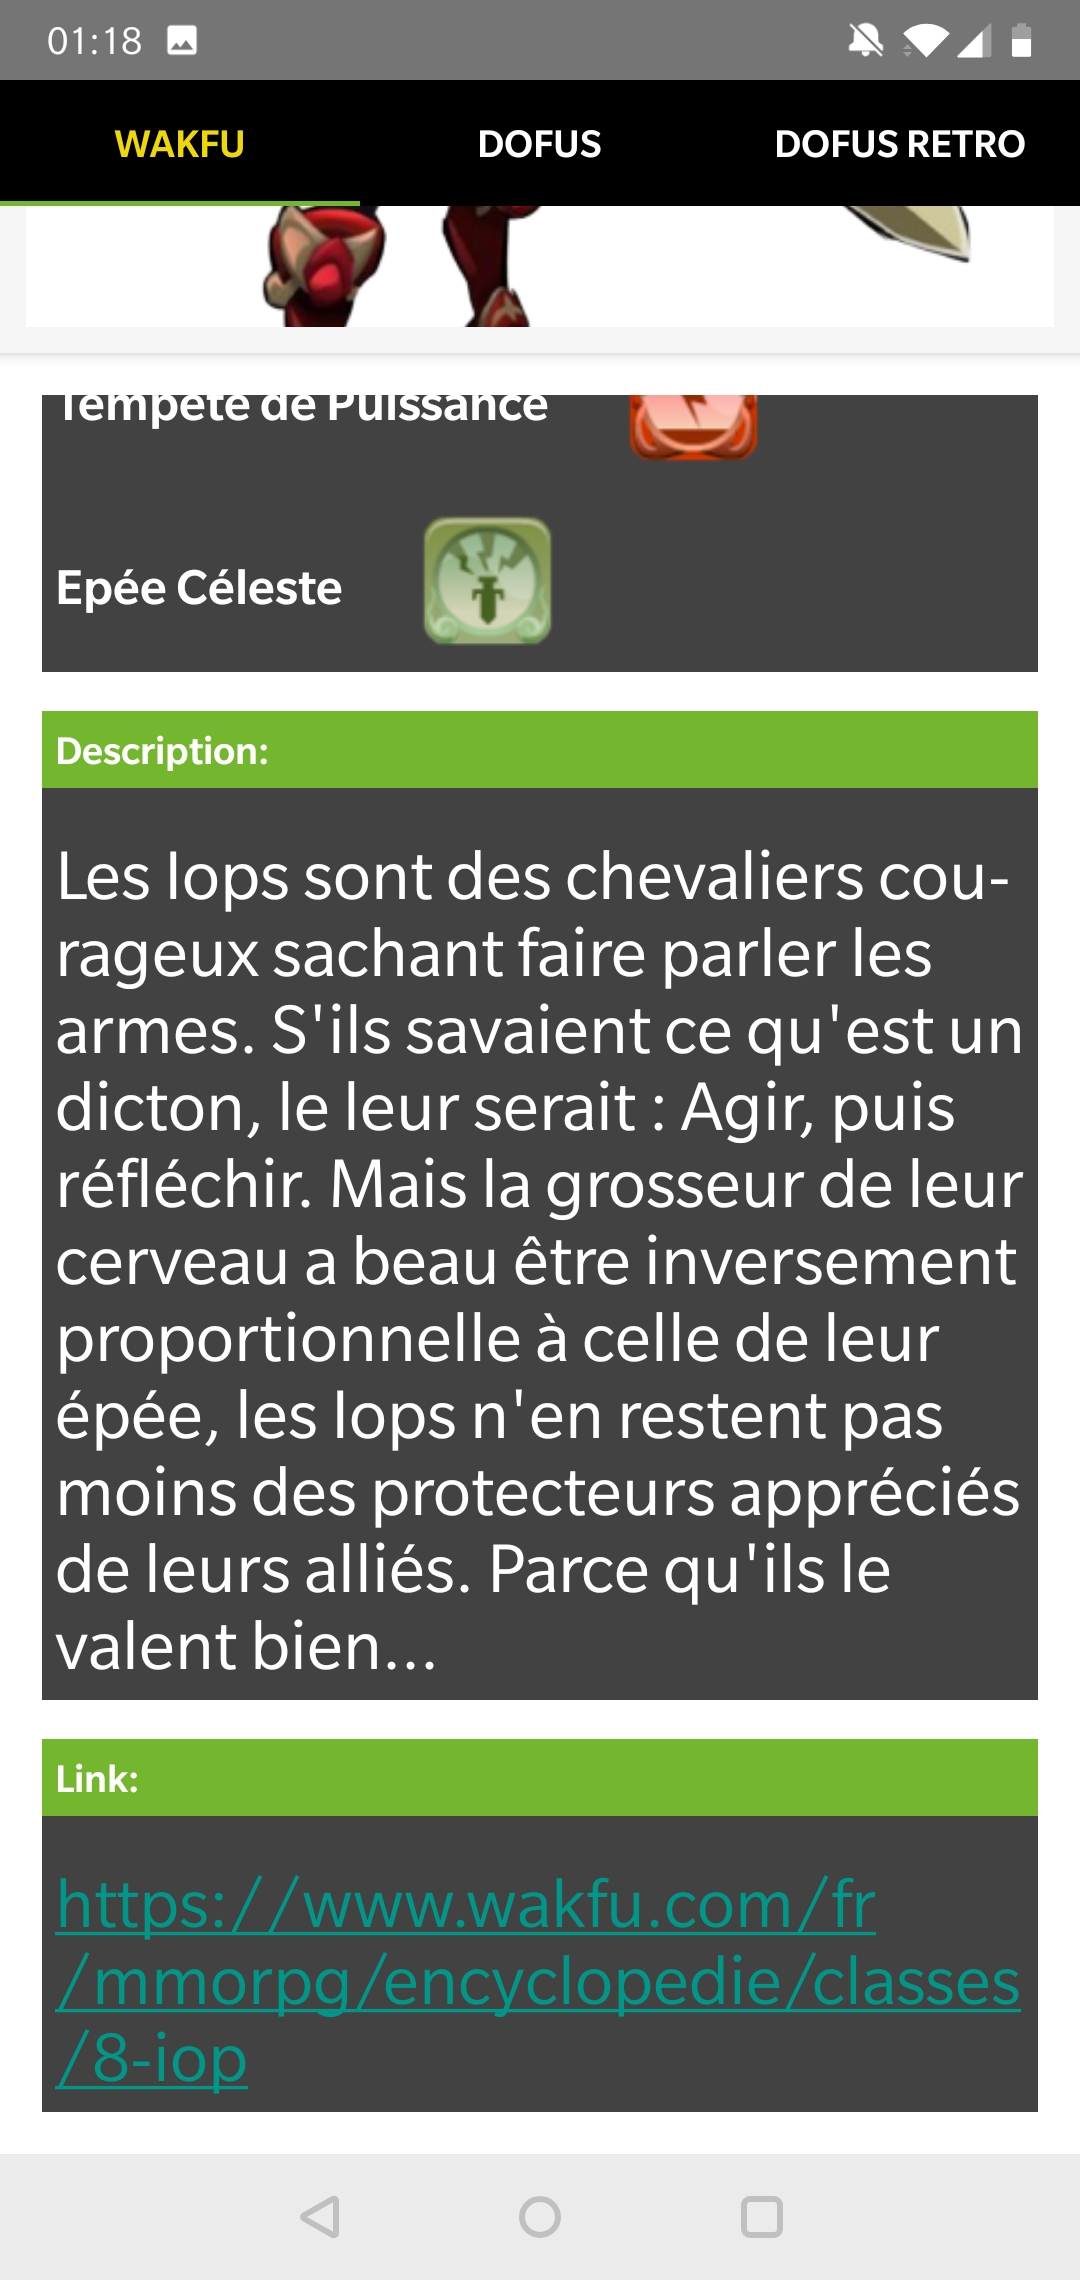 01:18
WAKFU
DOFUS
DOFUS RETRO
Tempête de Puissance
Epée Céleste
Description:
Les Iops sont des chevaliers cou-
rageux sachant faire parler les
armes. S'ils savaient ce qu'est un
dicton, le leur serait : Agir, puis
réfléchir. Mais la grosseur de leur
cerveau a beau être inversement
proportionnelle à celle de leur
épée, les Iops n'en restent pas
moins des protecteurs appréciés
de leurs alliés. Parce qu'ils le
valent bien...
Link:
https://www.wakfu.com/fr
/mmorpg/encyclopedie/classes
/8-iop